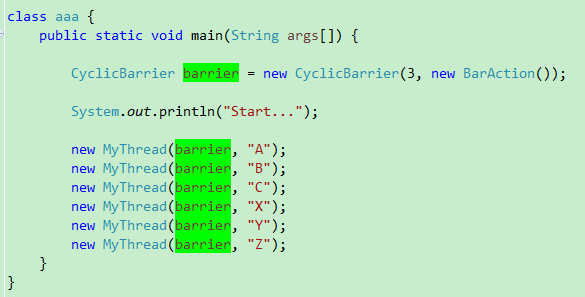 class aaa {
public static void main(String args[]) {
CyclicBarrier barrier = new CyclicBarrier(3, new BarAction());
System.out.println("Start...");
new MyThread(barrier, "A");
new MyThread(barrier, "B");
new MyThread(barrier, "C");
new MyThread(barrier, "X");
new MyThread(barrier, "Y");
new MyThread(barrier, "Z");
}
}